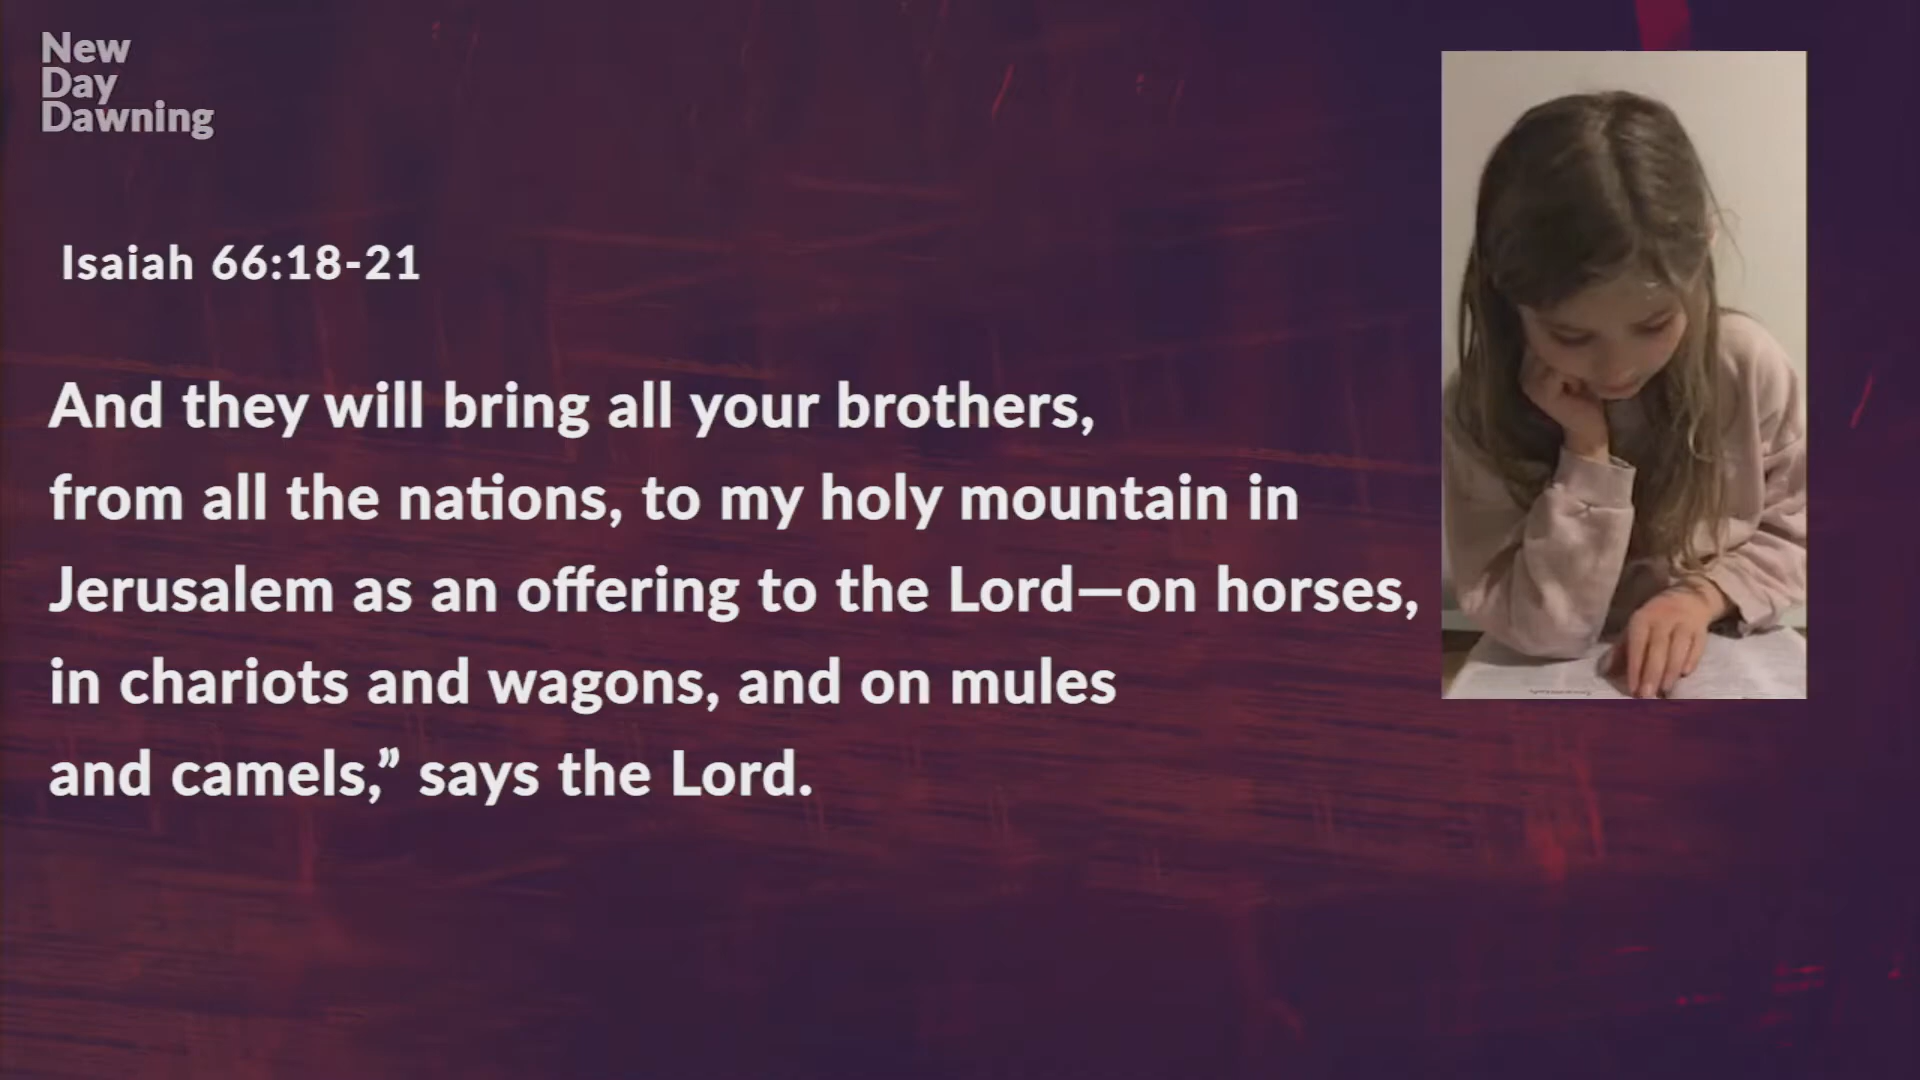 New
Day
Dawning
Isaiah 66:18-21
And they will bring all your brothers,
from all the nations, to my holy mountain in
Jerusalem as an offering to the Lord—on horses,
in chariots and wagons, and on mules
and camels,” says the Lord.